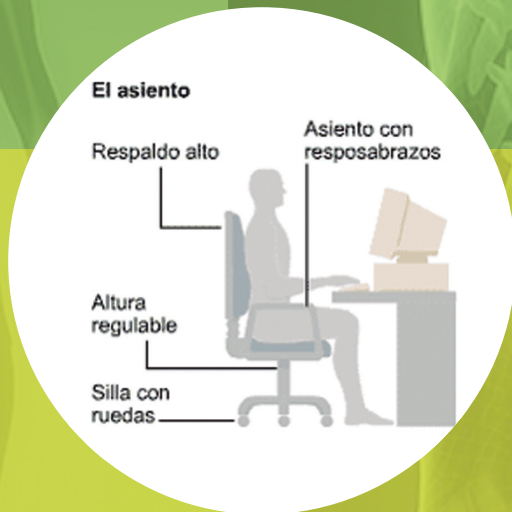 El asiento
Asiento con
resposabrazos
Respaldo alto
Altura
regulable
Silla con
ruedas